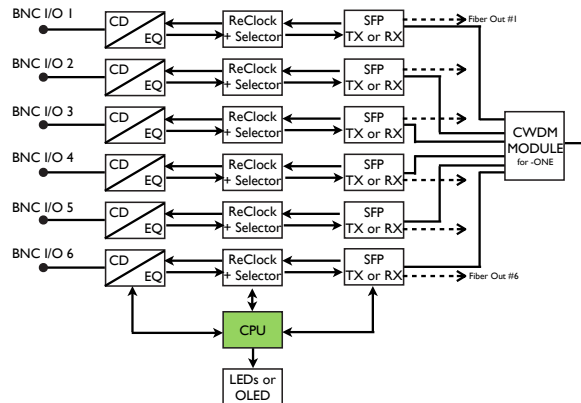 BNC I/O 1
CD
EQ
ReClock
+ Selector
SFP
TX or RX
Fiber Out #1
BNC I/O 2
CD
EQ
ReClock
+ Selector
SFP
TX or RX
BNC I/O 3
CD
EQ
ReClock
+ Selector
SFP
TX or RX
CWDM
MODULE
for -ONE
BNC I/O 4
CD
EQ
ReClock
+ Selector
SFP
TX or RX
BNC I/O 5
CD
EQ
ReClock
+ Selector
SFP
TX or RX
BNC I/O 6
CD
EQ
ReClock
+ Selector
SFP
TX or RX
Fiber Out #6
CPU
LEDs or
OLED